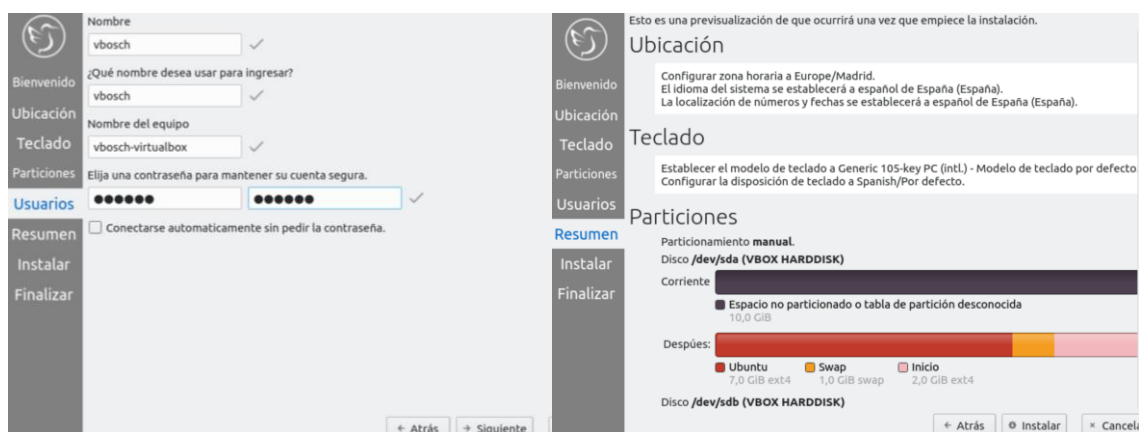 Nombre
vbosch
¿Qué nombre desea usar para ingresar?
vbosch
Nombre del equipo
vbosch-virtualbox
Elija una contraseña para mantener su cuenta segura.
●●●●●● ●●●●●●
Conectarse automaticamente sin pedir la contraseña.
Bienvenido
Ubicación
Teclado
Particiones
Usuarios
Resumen
Instalar
Finalizar
← Atrás → Siguiente
Esto es una previsualización de que ocurrirá una vez que empiece la instalación.
Ubicación
Configurar zona horaria a Europe/Madrid.
El idioma del sistema se establecerá a español de España (España).
La localización de números y fechas se establecerá a español de España (España).
Teclado
Establecer el modelo de teclado a Generic 105-key PC (intl.) - Modelo de teclado por defecto
Configurar la disposición de teclado a Spanish/Por defecto.
Particiones
Particionamiento manual.
Disco /dev/sda (VBOX HARDDISK)
Corriente
Espacio no particionado o tabla de partición desconocida
10,0 GiB
Despúes:
Ubuntu Swap Inicio
7,0 GiB ext4 1,0 GiB swap 2,0 GiB ext4
Disco /dev/sdb (VBOX HARDDISK)
Bienvenido
Ubicación
Teclado
Particiones
Usuarios
Resumen
Instalar
Finalizar
← Atrás Instalar × Cancela